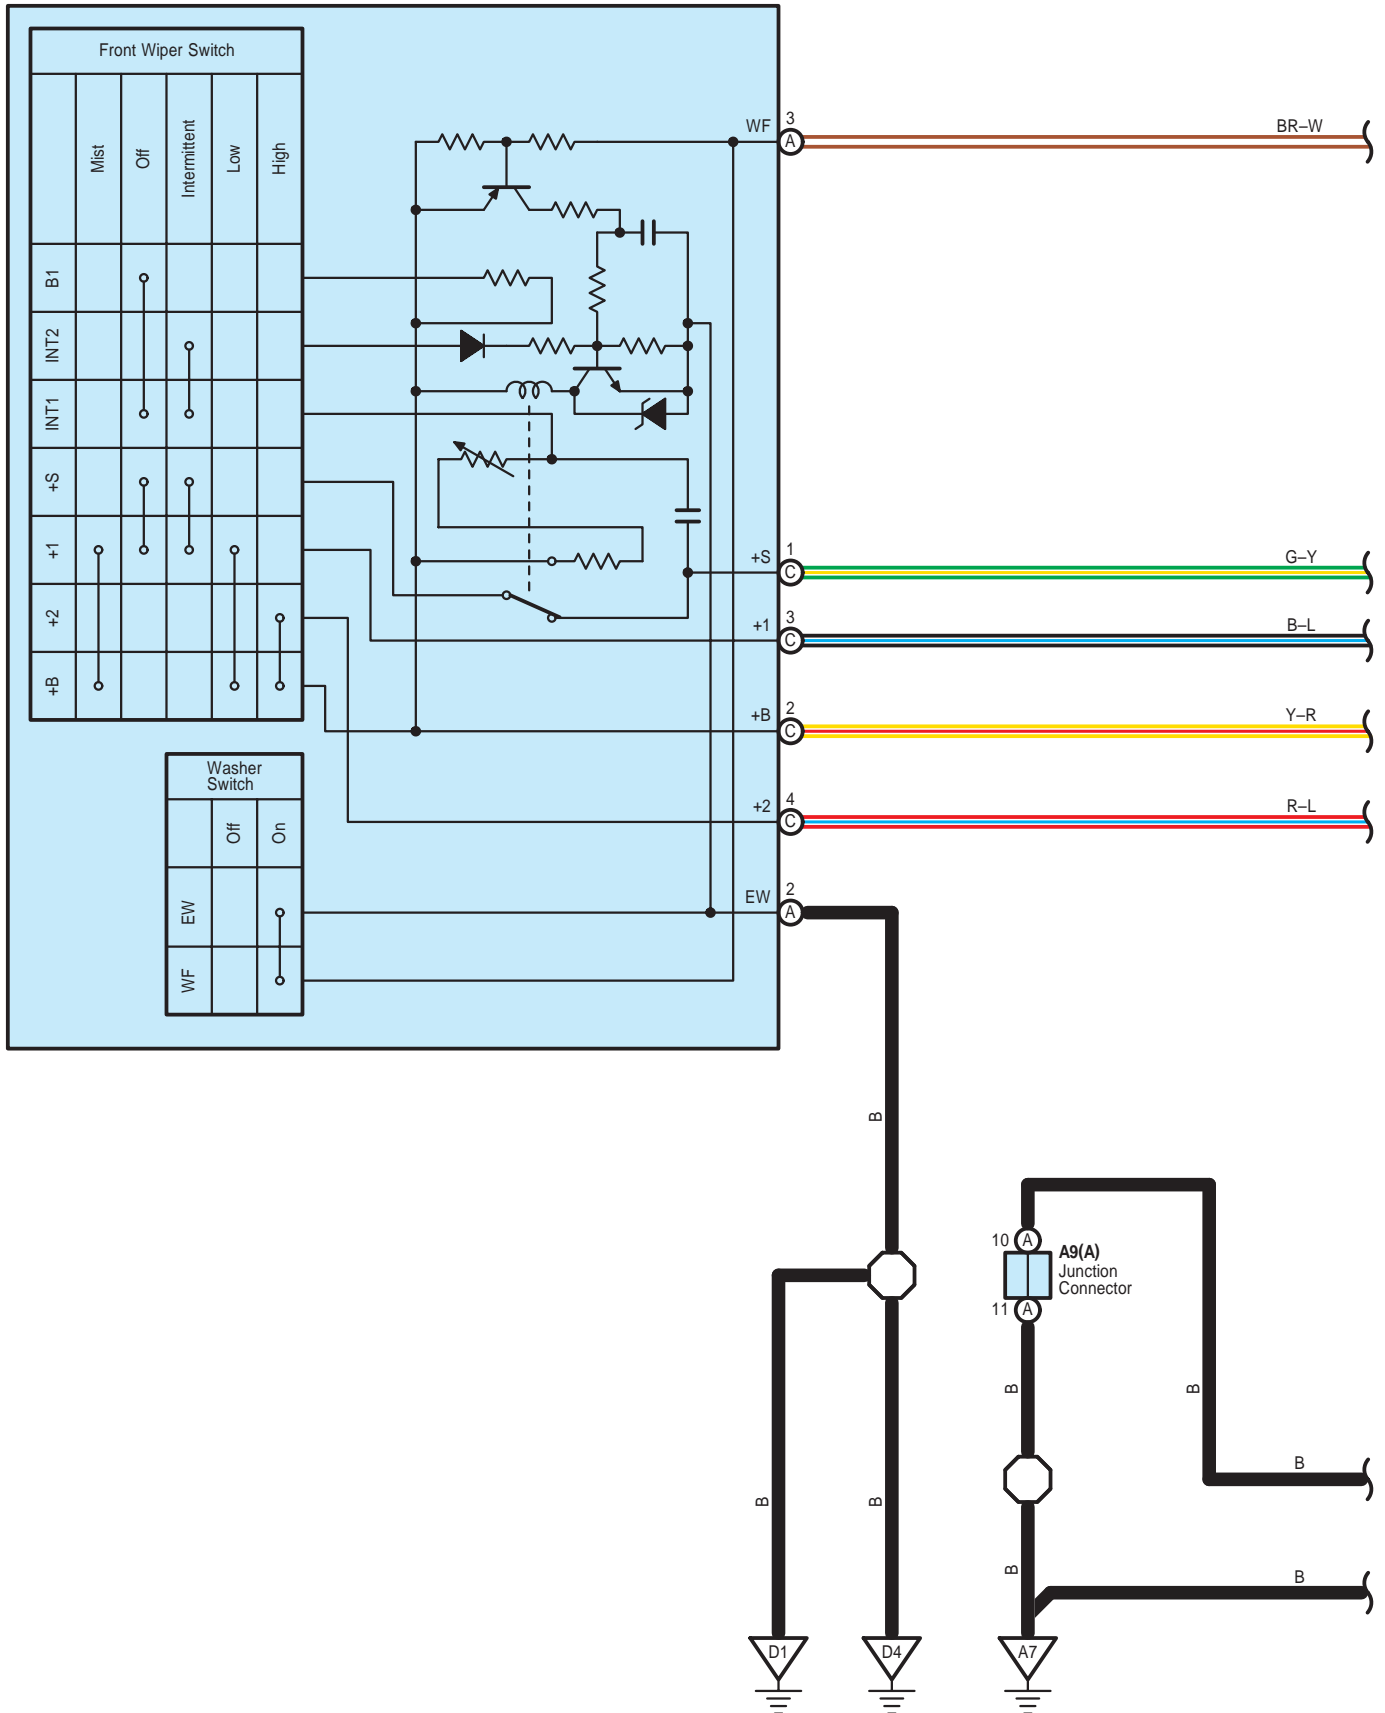 Front Wiper Switch
Mist
Off
Intermittent
Low
High
B1
INT2
INT1
+S
+1
+2
+B
WF
3
A
BR–W
+S
1
C
G–Y
+1
3
C
B–L
+B
2
C
Y–R
+2
4
C
R–L
EW
2
A
Washer
Switch
Off
On
EW
WF
B
10
A
A9(A)
Junction
Connector
11
A
B
B
B
B
B
B
B
D1
D4
A7